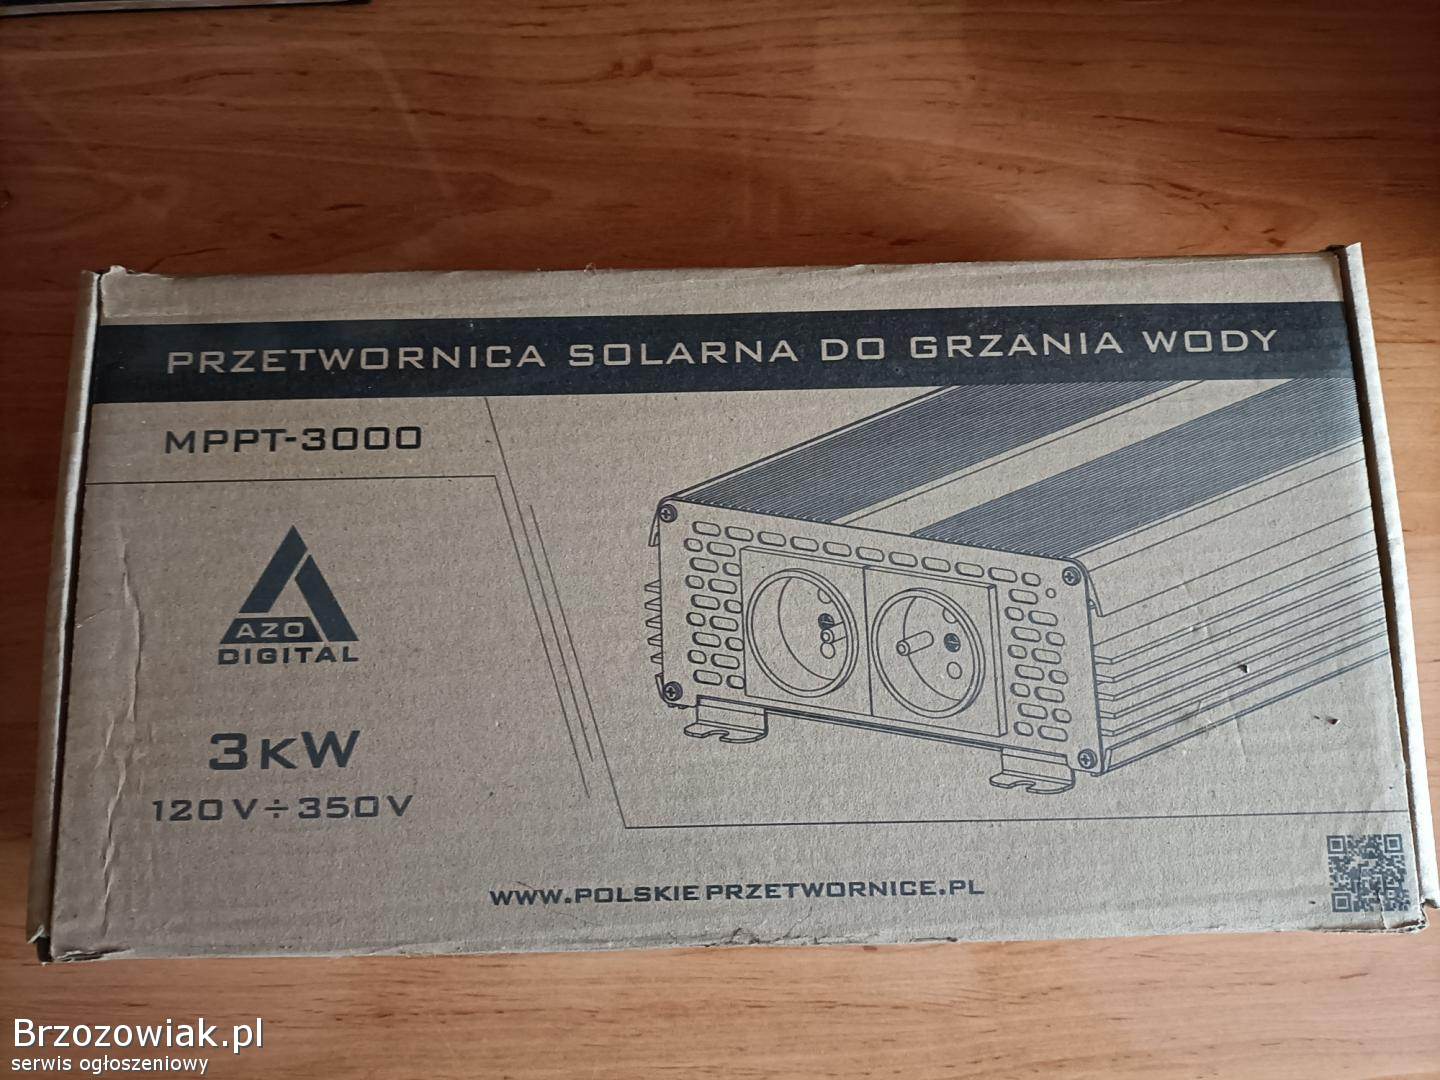 PRZETWORNICA SOLARNA DO GRZANIA WODY
MPPT-3000
AZO
DIGITAL
3kW
120V÷350V
WWW.POLSKIEPRZETWORNICE.PL
Brzozowiak.pl
serwis ogłoszeniowy